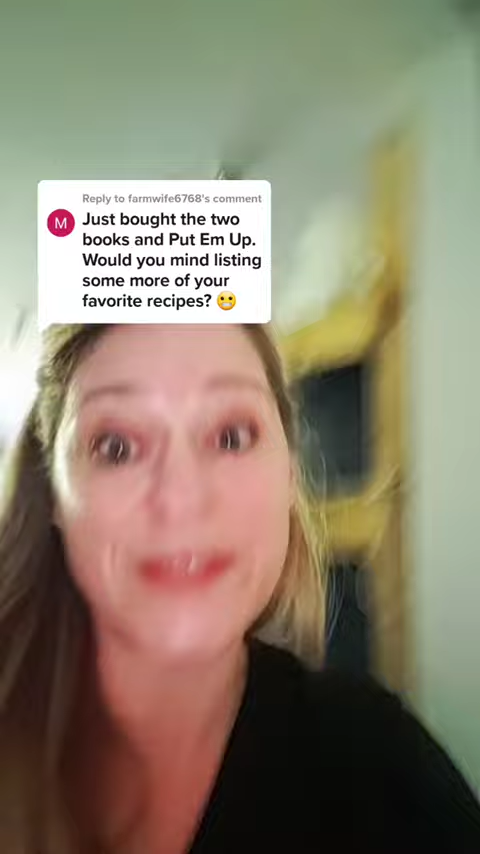 Reply to farmwife6768's comment
M
Just bought the two
books and Put Em Up.
Would you mind listing
some more of your
favorite recipes? 😬